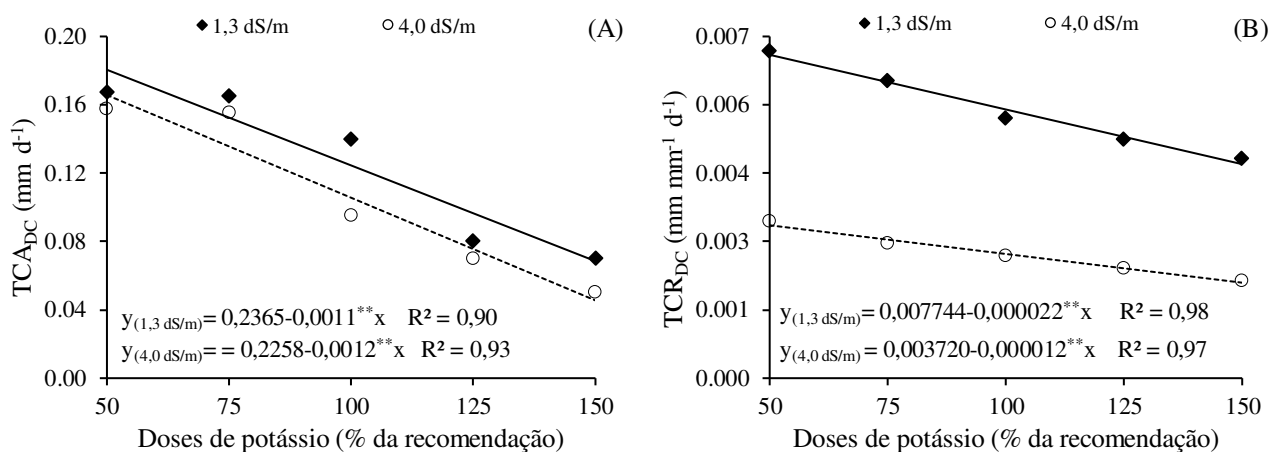 ◆ 1,3 dS/m ○ 4,0 dS/m (A)
0.20
0.16
0.12
0.08
0.04
0.00
TCA_DC (mm d⁻¹)
y(1,3 dS/m)= 0,2365-0,0011**x R² = 0,90
y(4,0 dS/m)= = 0,2258-0,0012**x R² = 0,93
50 75 100 125 150
Doses de potássio (% da recomendação)
◆ 1,3 dS/m ○ 4,0 dS/m (B)
0.007
0.006
0.004
0.003
0.001
0.000
TCR_DC (mm mm⁻¹ d⁻¹)
y(1,3 dS/m)= 0,007744-0,000022**x R² = 0,98
y(4,0 dS/m)= 0,003720-0,000012**x R² = 0,97
50 75 100 125 150
Doses de potássio (% da recomendação)